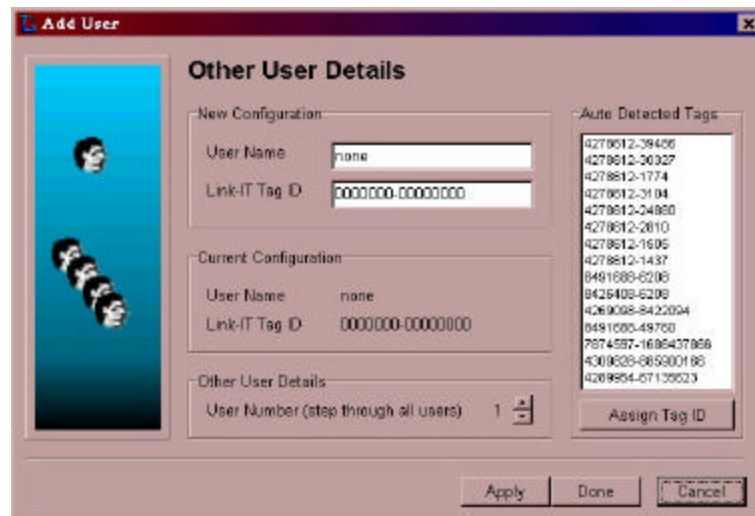 Add User
Other User Details
New Configuration
User Name none
Link-IT Tag ID 0000000-00000000
Current Configuration
User Name none
Link-IT Tag ID 0000000-00000000
Other User Details
User Number (step through all users) 1
Auto Detected Tags
4278612-39486
4278612-30327
4278612-1774
4278612-3104
4278612-24880
4278612-2810
4278612-1605
4278612-1437
8491688-6208
8426408-6208
4269098-8422094
8491688-49760
Assign Tag ID
Apply Done Cancel